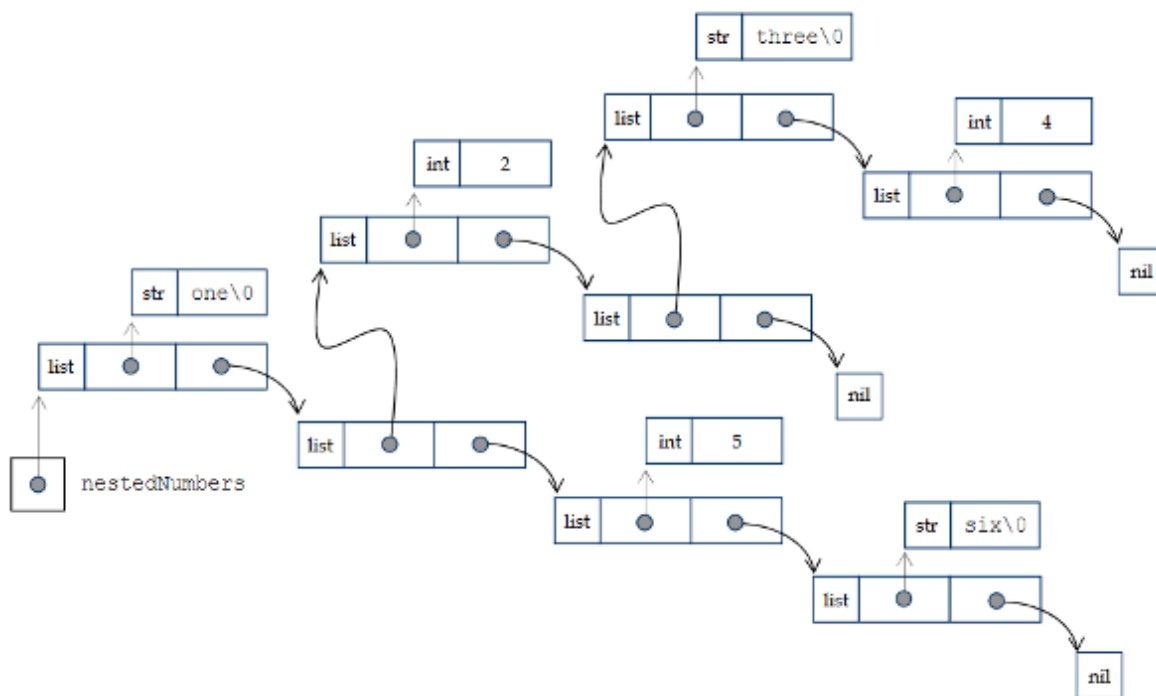 str three\0
list
int 4
int 2
list
list
nil
str one\0
list
list
nil
int 5
list
nestedNumbers
list
str six\0
list
nil